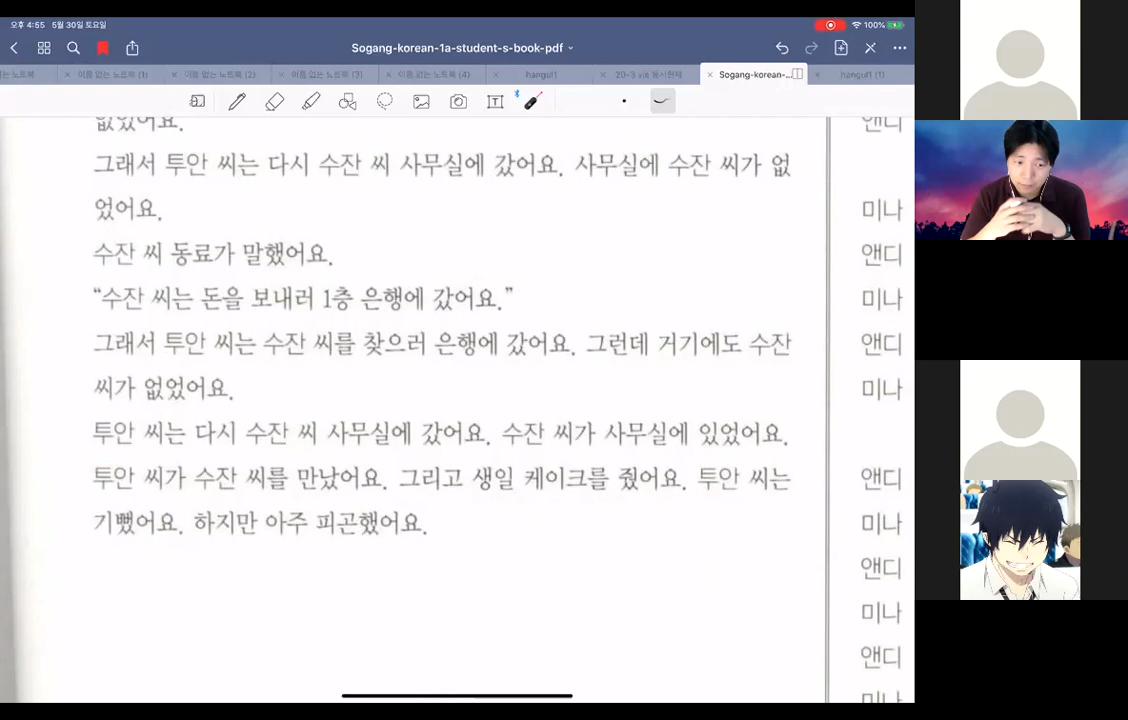 오후 4:55 5월 30일 토요일
100%
Sogang-korean-1a-student-s-book-pdf
는 노트북
이름 없는 노트북 (1)
이름 없는 노트북 (2)
이름 없는 노트북 (3)
이름 없는 노트북 (4)
hangul1
Sogang-korean-...
hangul1 (1)
없었어요.
그래서 투안 씨는 다시 수잔 씨 사무실에 갔어요. 사무실에 수잔 씨가 없
었어요.
수잔 씨 동료가 말했어요.
“수잔 씨는 돈을 보내러 1층 은행에 갔어요.”
그래서 투안 씨는 수잔 씨를 찾으러 은행에 갔어요. 그런데 거기에도 수잔
씨가 없었어요.
투안 씨는 다시 수잔 씨 사무실에 갔어요. 수잔 씨가 사무실에 있었어요.
투안 씨가 수잔 씨를 만났어요. 그리고 생일 케이크를 줬어요. 투안 씨는
기뻤어요. 하지만 아주 피곤했어요.
앤디
미나
앤디
미나
앤디
미나
앤디
미나
앤디
미나
앤디
미나